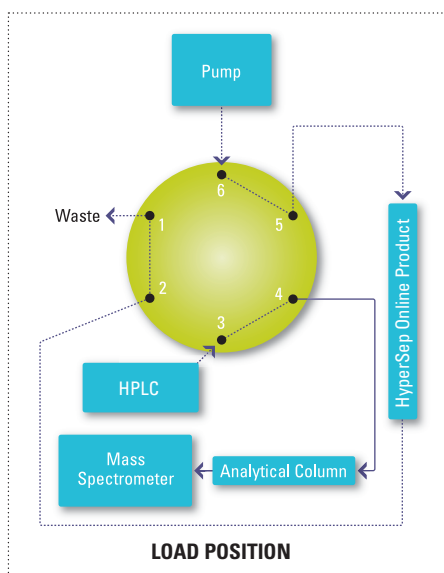 Pump
6
Waste
1
5
2
4
3
HyperSep Online Product
HPLC
Mass
Spectrometer
Analytical Column
LOAD POSITION